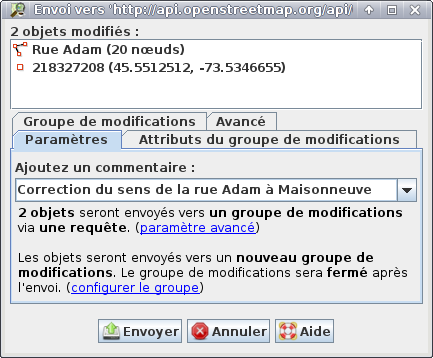 Envoi vers 'http://api.openstreetmap.org/api/
2 objets modifiés :
Rue Adam (20 nœuds)
218327208 (45.5512512, -73.5346655)
Groupe de modifications
Avancé
Paramètres
Attributs du groupe de modifications
Ajoutez un commentaire :
Correction du sens de la rue Adam à Maisonneuve
2 objets seront envoyés vers un groupe de modifications
via une requête. (paramètre avancé)
Les objets seront envoyés vers un nouveau groupe de
modifications. Le groupe de modifications sera fermé après
l'envoi. (configurer le groupe)
Envoyer
Annuler
Aide